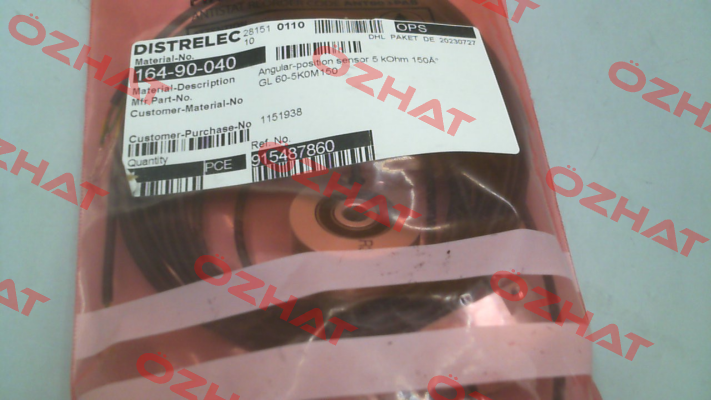 DISTRELEC 28151 0110 OPS
10 DHL PAKET DE 20230727
Material-No.
164-90-040
Material-Description Angular-position sensor 5 kOhm 150Â°
Mfr.Part-No. GL 60-5K0M150
Customer-Material-No
Customer-Purchase-No 1151938
Ref. No
Quantity PCE 915487860
ÖZHAT
ÖZHAT
ÖZHAT
ÖZHAT
ÖZHAT
ÖZHAT
ÖZHAT
ÖZHAT
ÖZHAT